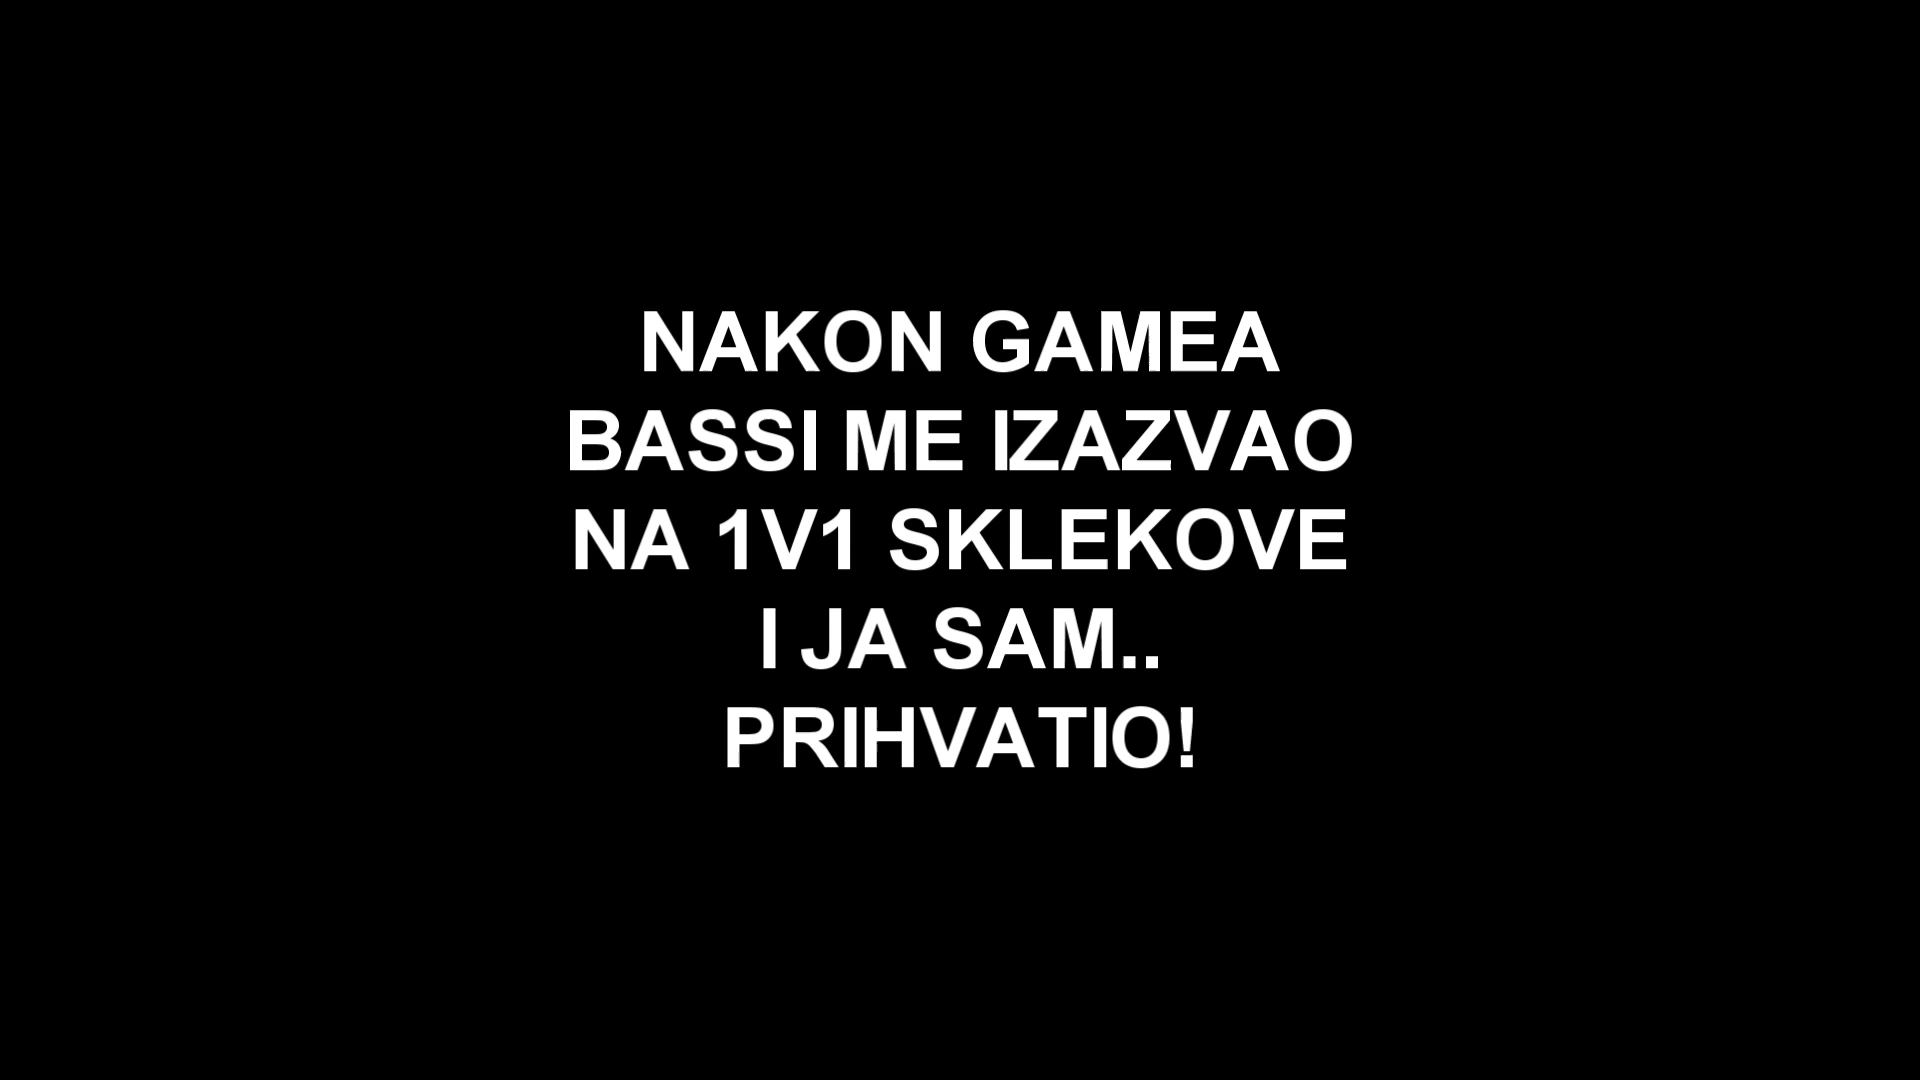 NAKON GAMEA
BASSI ME IZAZVAO
NA 1V1 SKLEKOVE
I JA SAM..
PRIHVATIO!